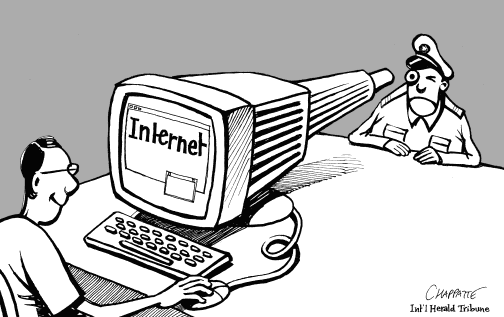 Internet
CHAPPATTE
Int'l Herald Tribune